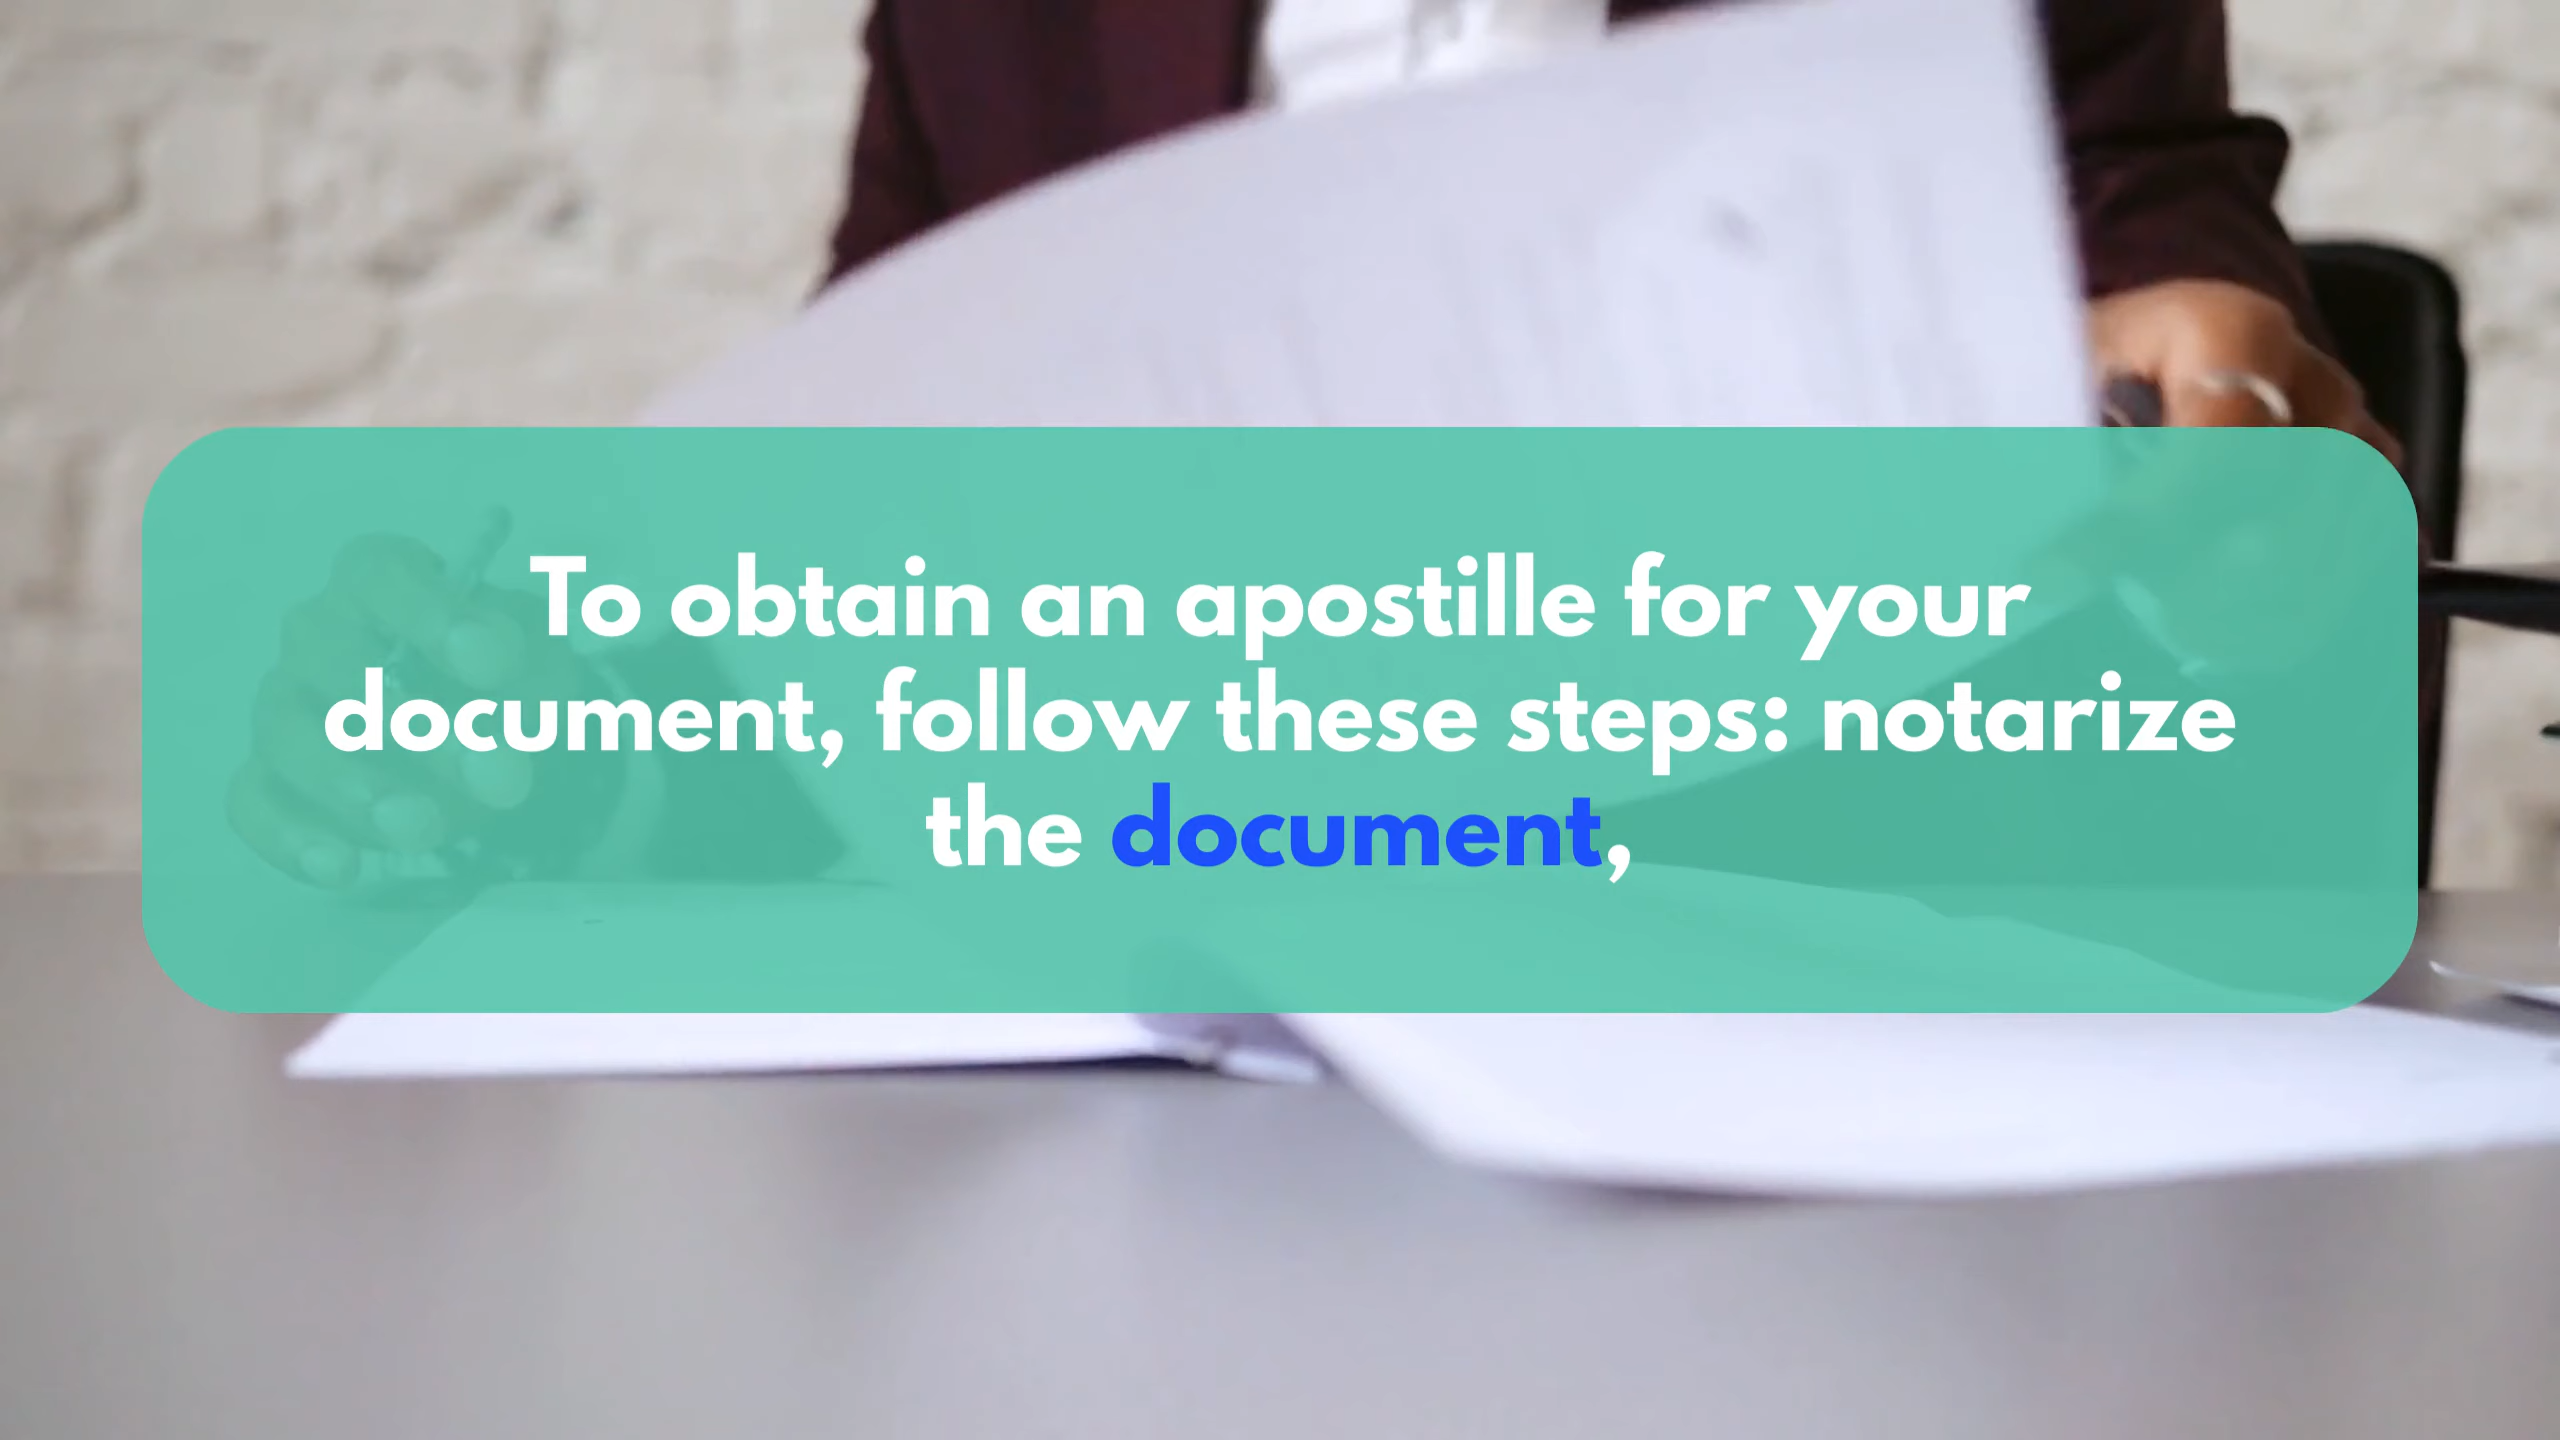 To obtain an apostille for your
document, follow these steps: notarize
the document,